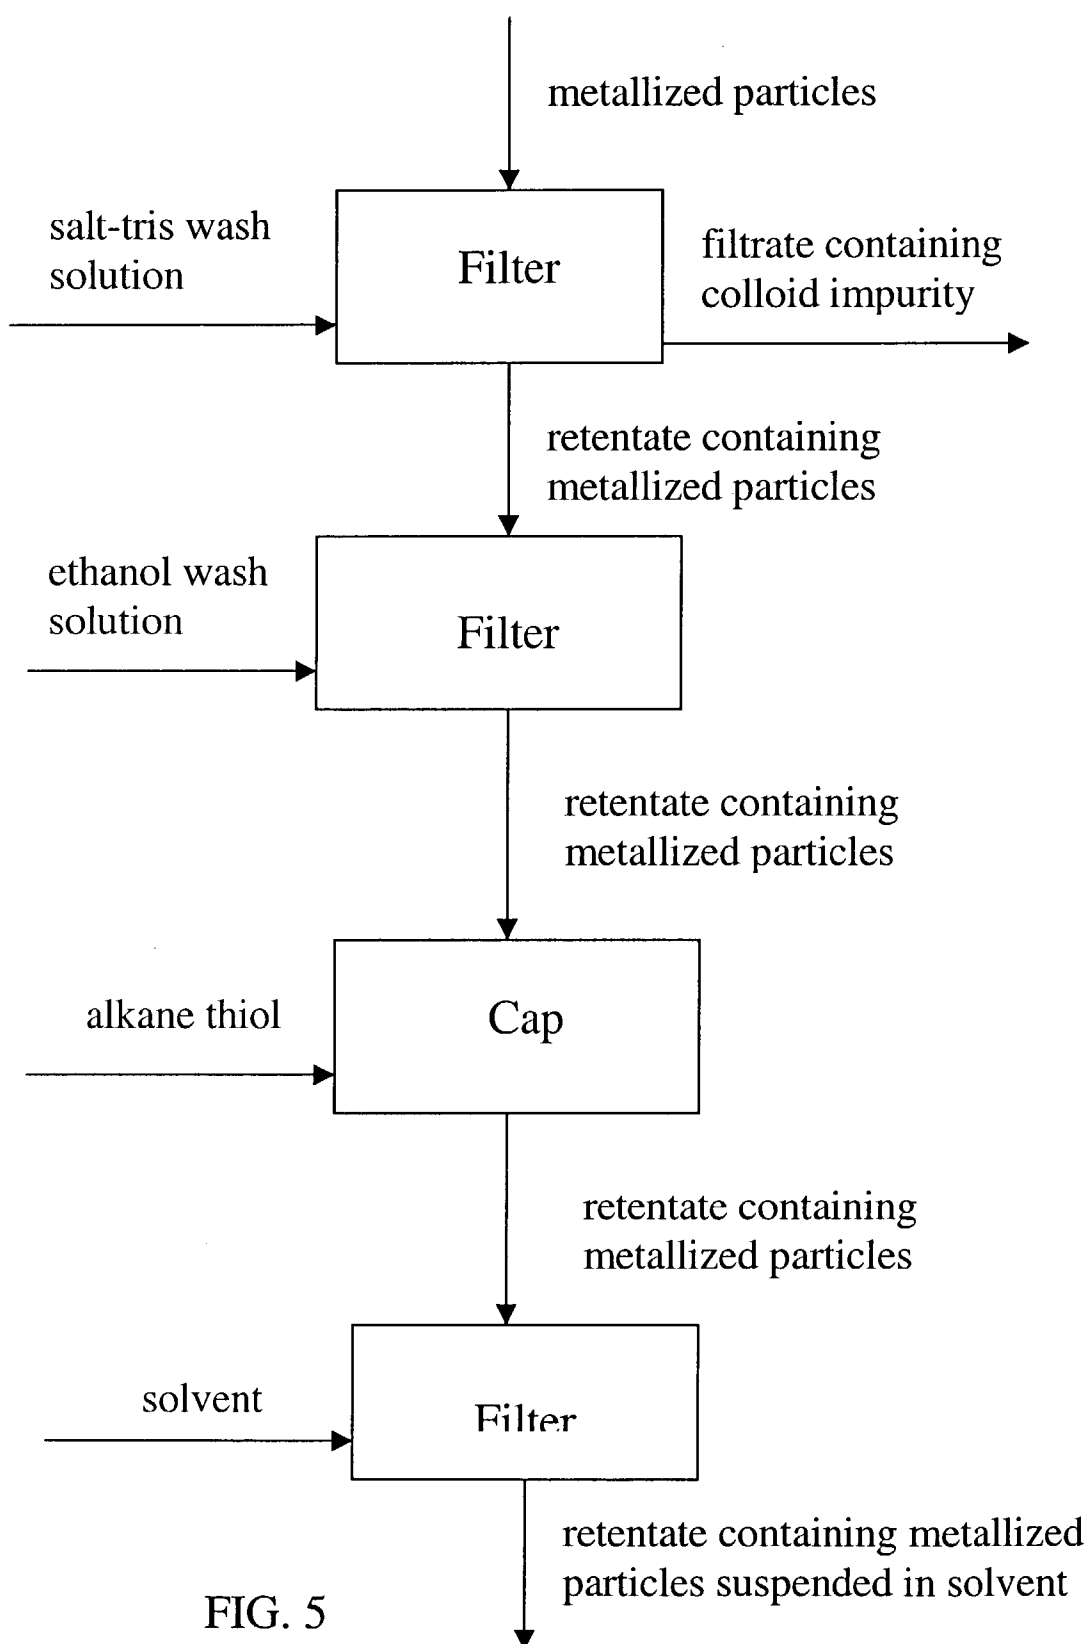 metallized particles
salt-tris wash
solution
Filter
filtrate containing
colloid impurity
retentate containing
metallized particles
ethanol wash
solution
Filter
retentate containing
metallized particles
alkane thiol
Cap
retentate containing
metallized particles
solvent
Filter
retentate containing metallized
particles suspended in solvent
FIG. 5